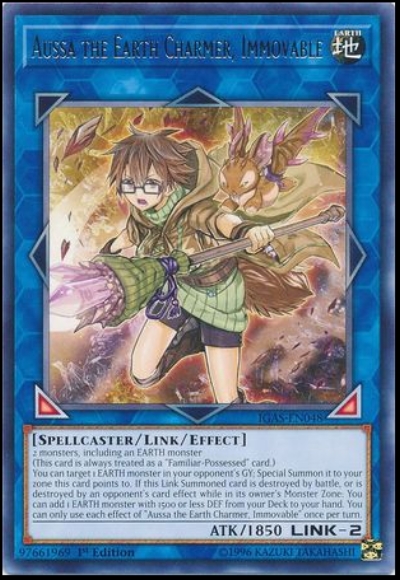 Aussa the Earth Charmer, Immovable
EARTH
地
IGAS-EN048
[Spellcaster/Link/Effect]
2 monsters, including an EARTH monster
(This card is always treated as a "Familiar-Possessed" card.)
You can target 1 EARTH monster in your opponent's GY; Special Summon it to your
zone this card points to. If this Link Summoned card is destroyed by battle, or is
destroyed by an opponent's card effect while in its owner's Monster Zone: You can
add 1 EARTH monster with 1500 or less DEF from your Deck to your hand. You can
only use each effect of "Aussa the Earth Charmer, Immovable" once per turn.
ATK/1850 LINK-2
97661969 1st Edition ©1996 KAZUKI TAKAHASHI